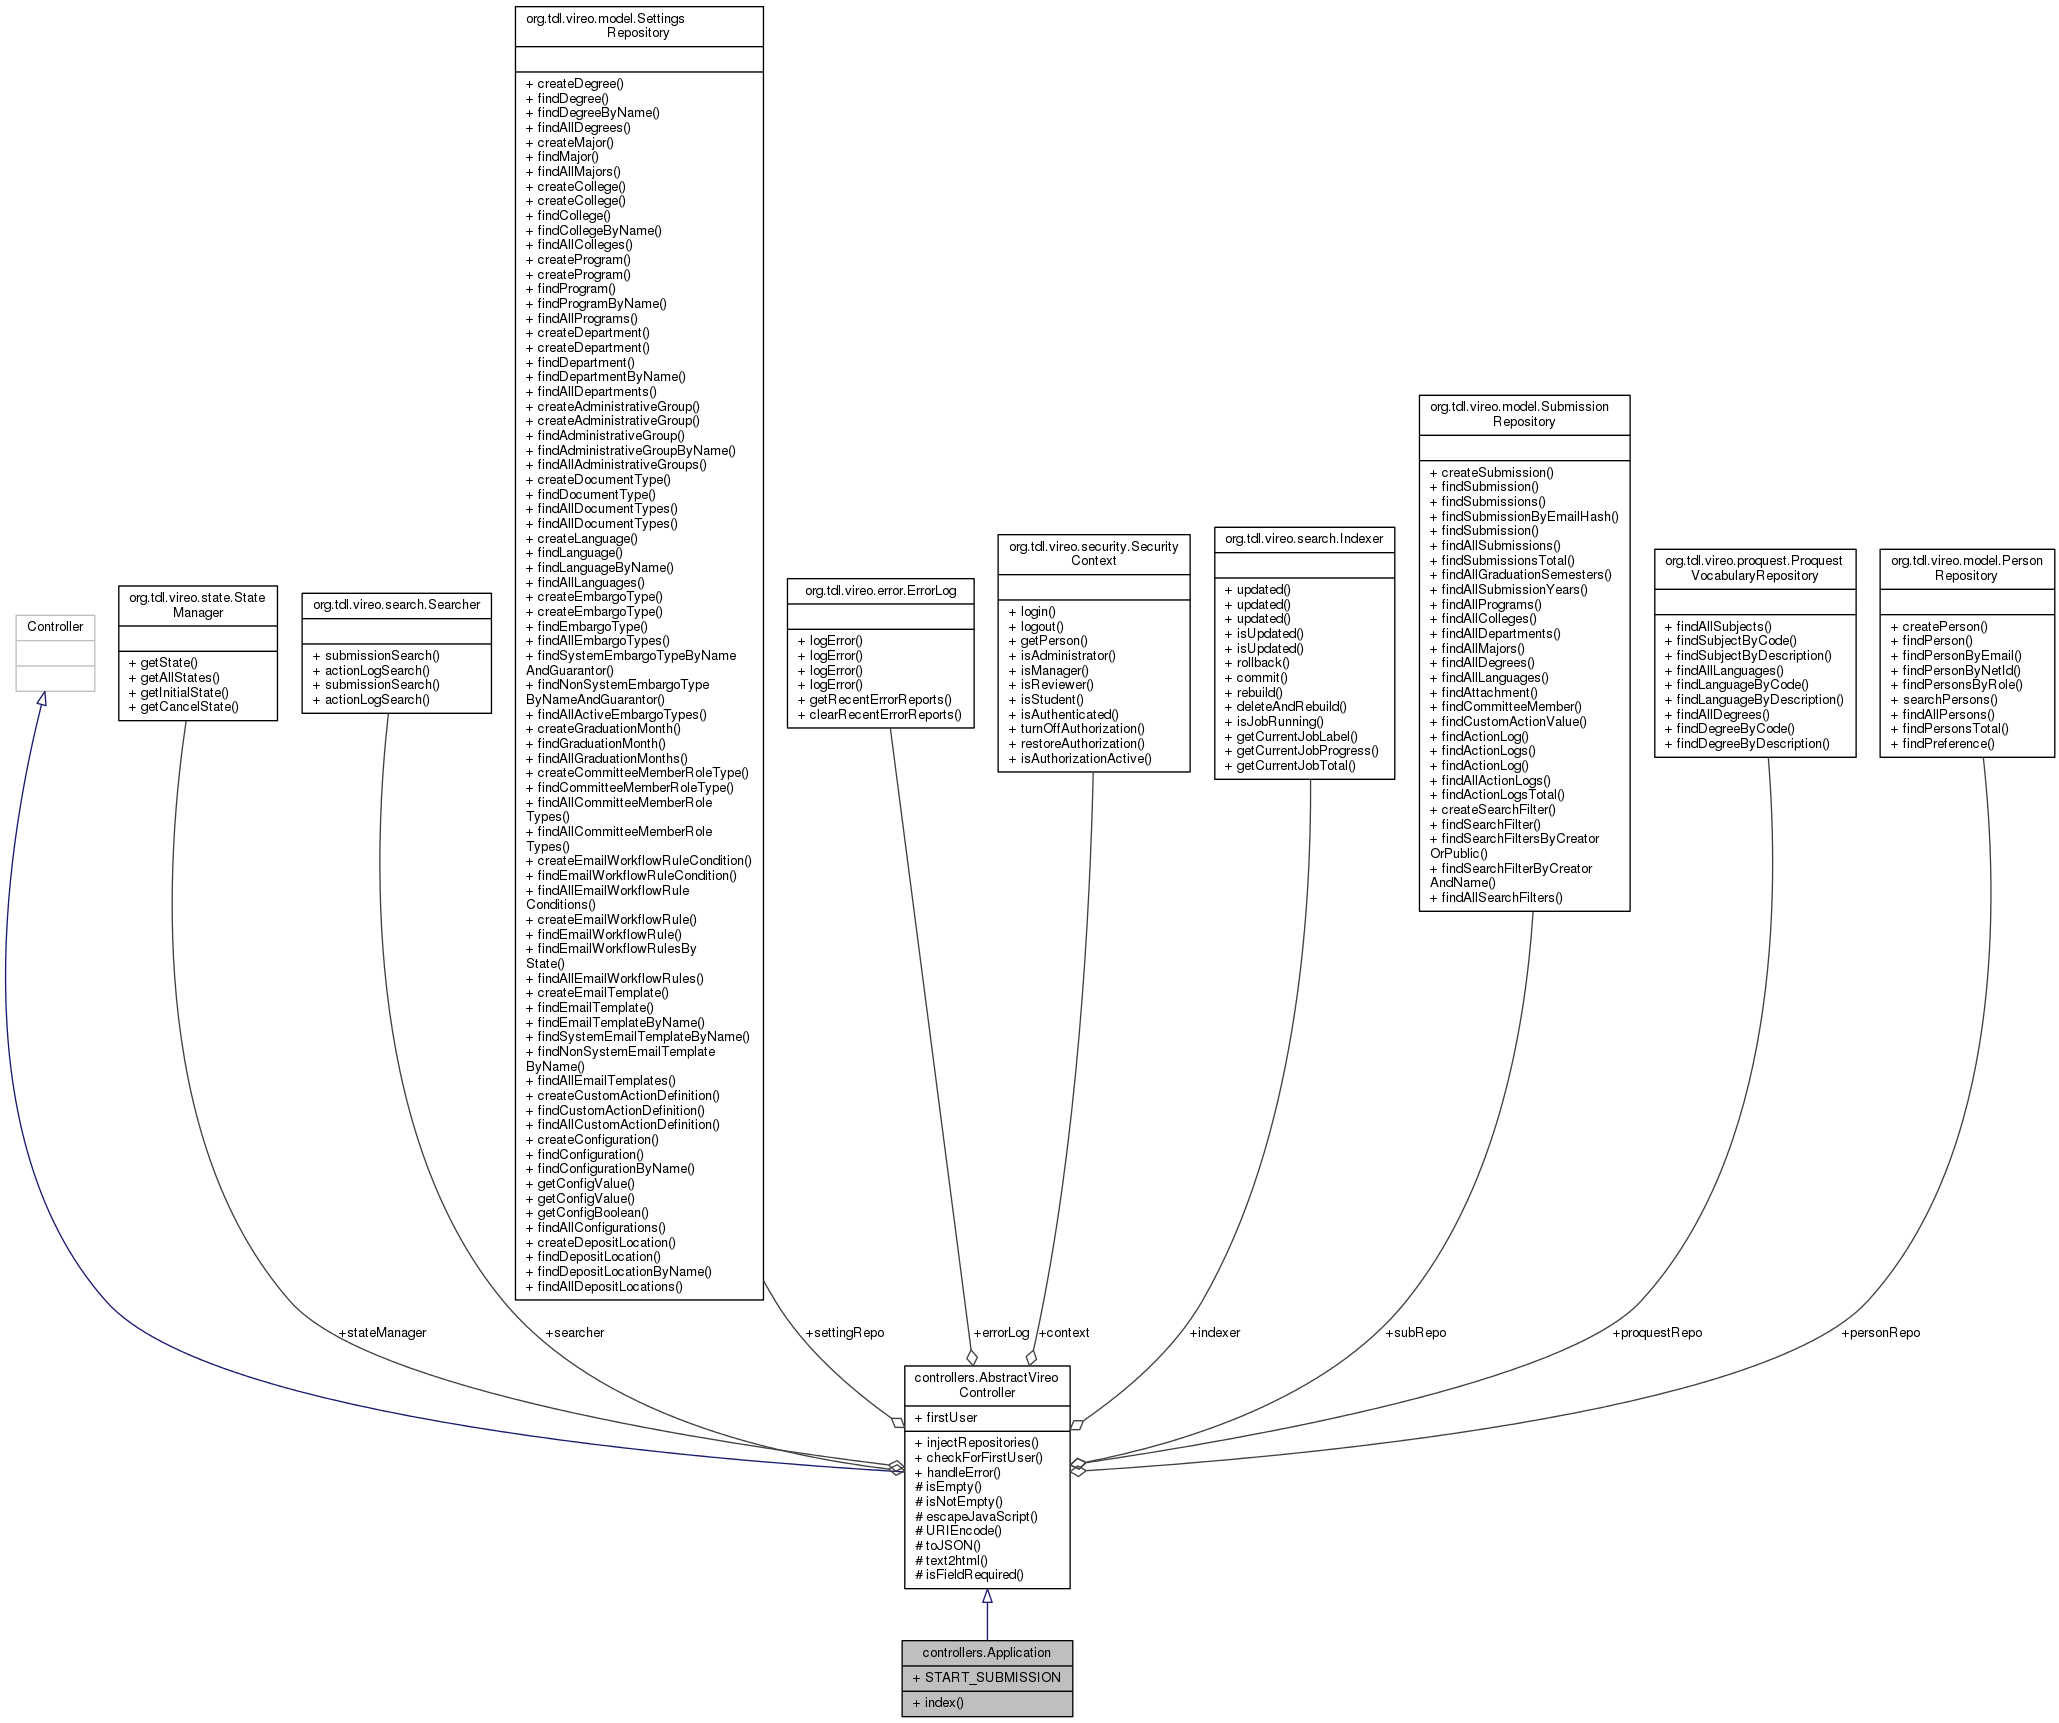 org.tdl.vireo.model.Settings
Repository
+ createDegree()
+ findDegree()
+ findDegreeByName()
+ findAllDegrees()
+ createMajor()
+ findMajor()
+ findAllMajors()
+ createCollege()
+ createCollege()
+ findCollege()
+ findCollegeByName()
+ findAllColleges()
+ createProgram()
+ createProgram()
+ findProgram()
+ findProgramByName()
+ findAllPrograms()
+ createDepartment()
+ createDepartment()
+ findDepartment()
+ findDepartmentByName()
+ findAllDepartments()
+ createAdministrativeGroup()
+ createAdministrativeGroup()
+ findAdministrativeGroup()
+ findAdministrativeGroupByName()
+ findAllAdministrativeGroups()
+ createDocumentType()
+ findDocumentType()
+ findAllDocumentTypes()
+ findAllDocumentTypes()
+ createLanguage()
+ findLanguage()
+ findLanguageByName()
+ findAllLanguages()
+ createEmbargoType()
+ createEmbargoType()
+ findEmbargoType()
+ findAllEmbargoTypes()
+ findSystemEmbargoTypeByName
AndGuarantor()
+ findNonSystemEmbargoType
ByNameAndGuarantor()
+ findAllActiveEmbargoTypes()
+ createGraduationMonth()
+ findGraduationMonth()
+ findAllGraduationMonths()
+ createCommitteeMemberRoleType()
+ findCommitteeMemberRoleType()
+ findAllCommitteeMemberRole
Types()
+ findAllCommitteeMemberRole
Types()
+ createEmailWorkflowRuleCondition()
+ findEmailWorkflowRuleCondition()
+ findAllEmailWorkflowRule
Conditions()
+ createEmailWorkflowRule()
+ findEmailWorkflowRule()
+ findEmailWorkflowRulesBy
State()
+ findAllEmailWorkflowRules()
+ createEmailTemplate()
+ findEmailTemplate()
+ findEmailTemplateByName()
+ findSystemEmailTemplateByName()
+ findNonSystemEmailTemplate
ByName()
+ findAllEmailTemplates()
+ createCustomActionDefinition()
+ findCustomActionDefinition()
+ findAllCustomActionDefinition()
+ createConfiguration()
+ findConfiguration()
+ findConfigurationByName()
+ getConfigValue()
+ getConfigValue()
+ getConfigBoolean()
+ findAllConfigurations()
+ createDepositLocation()
+ findDepositLocation()
+ findDepositLocationByName()
+ findAllDepositLocations()
Controller
org.tdl.vireo.state.State
Manager
+ getState()
+ getAllStates()
+ getInitialState()
+ getCancelState()
org.tdl.vireo.search.Searcher
+ submissionSearch()
+ actionLogSearch()
+ submissionSearch()
+ actionLogSearch()
org.tdl.vireo.error.ErrorLog
+ logError()
+ logError()
+ logError()
+ logError()
+ getRecentErrorReports()
+ clearRecentErrorReports()
org.tdl.vireo.security.Security
Context
+ login()
+ logout()
+ getPerson()
+ isAdministrator()
+ isManager()
+ isReviewer()
+ isStudent()
+ isAuthenticated()
+ turnOffAuthorization()
+ restoreAuthorization()
+ isAuthorizationActive()
org.tdl.vireo.search.Indexer
+ updated()
+ updated()
+ updated()
+ isUpdated()
+ isUpdated()
+ rollback()
+ commit()
+ rebuild()
+ deleteAndRebuild()
+ isJobRunning()
+ getCurrentJobLabel()
+ getCurrentJobProgress()
+ getCurrentJobTotal()
org.tdl.vireo.model.Submission
Repository
+ createSubmission()
+ findSubmission()
+ findSubmissions()
+ findSubmissionByEmailHash()
+ findSubmission()
+ findAllSubmissions()
+ findSubmissionsTotal()
+ findAllGraduationSemesters()
+ findAllSubmissionYears()
+ findAllPrograms()
+ findAllColleges()
+ findAllDepartments()
+ findAllMajors()
+ findAllDegrees()
+ findAllLanguages()
+ findAttachment()
+ findCommitteeMember()
+ findCustomActionValue()
+ findActionLog()
+ findActionLogs()
+ findActionLog()
+ findAllActionLogs()
+ findActionLogsTotal()
+ createSearchFilter()
+ findSearchFilter()
+ findSearchFiltersByCreator
OrPublic()
+ findSearchFilterByCreator
AndName()
+ findAllSearchFilters()
org.tdl.vireo.proquest.Proquest
VocabularyRepository
+ findAllSubjects()
+ findSubjectByCode()
+ findSubjectByDescription()
+ findAllLanguages()
+ findLanguageByCode()
+ findLanguageByDescription()
+ findAllDegrees()
+ findDegreeByCode()
+ findDegreeByDescription()
org.tdl.vireo.model.Person
Repository
+ createPerson()
+ findPerson()
+ findPersonByEmail()
+ findPersonByNetId()
+ findPersonsByRole()
+ searchPersons()
+ findAllPersons()
+ findPersonsTotal()
+ findPreference()
+stateManager
+searcher
+settingRepo
+errorLog
+context
+indexer
+subRepo
+proquestRepo
+personRepo
controllers.AbstractVireo
Controller
+ firstUser
+ injectRepositories()
+ checkForFirstUser()
+ handleError()
# isEmpty()
# isNotEmpty()
# escapeJavaScript()
# URIEncode()
# toJSON()
# text2html()
# isFieldRequired()
controllers.Application
+ START_SUBMISSION
+ index()